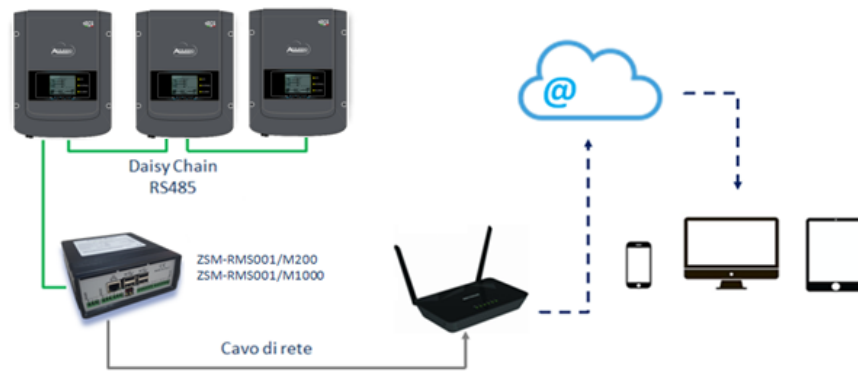 Daisy Chain
RS485
@
ZSM-RMS001/M200
ZSM-RMS001/M1000
Cavo di rete